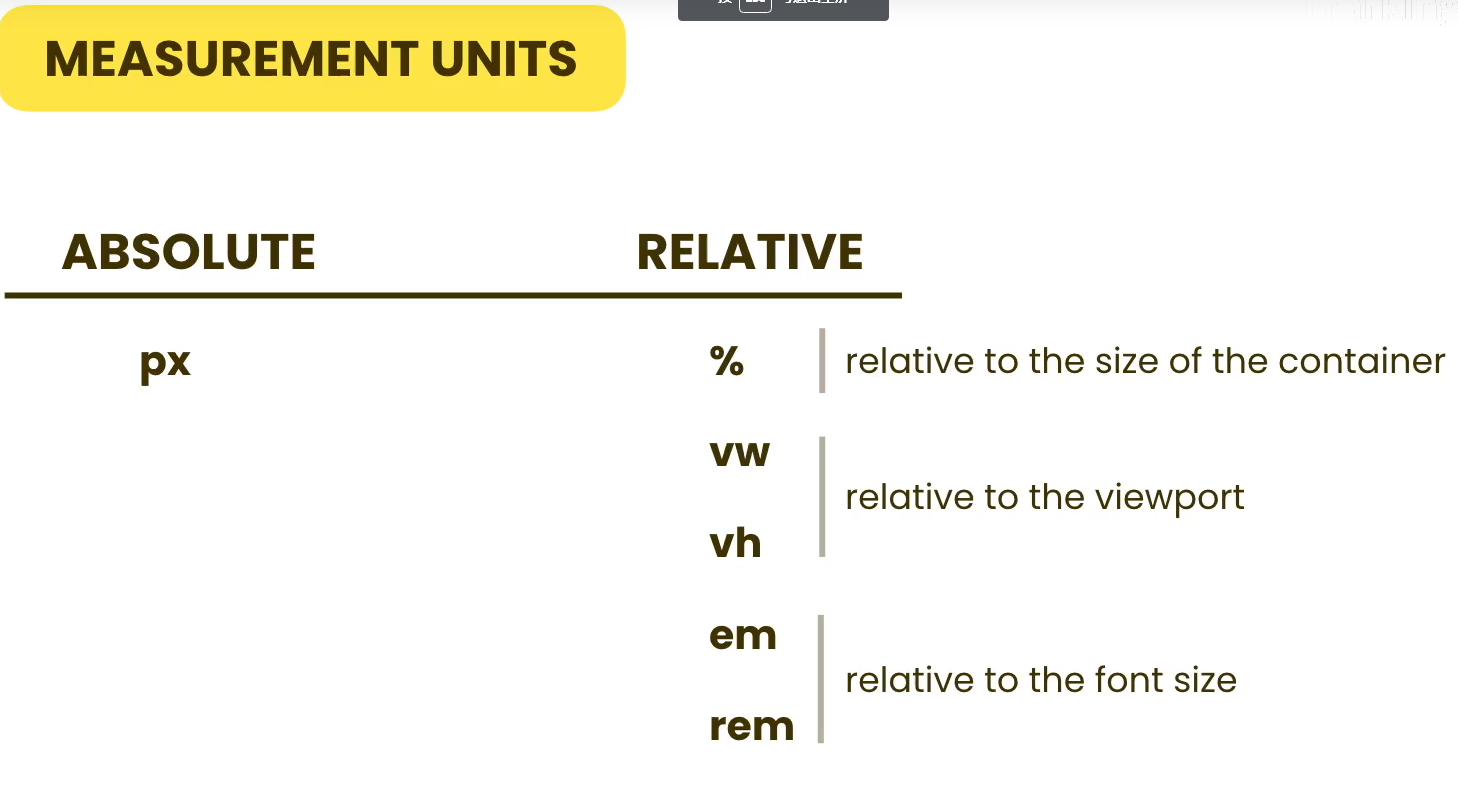 MEASUREMENT UNITS
ABSOLUTE
RELATIVE
px
%
relative to the size of the container
vw
relative to the viewport
vh
em
relative to the font size
rem